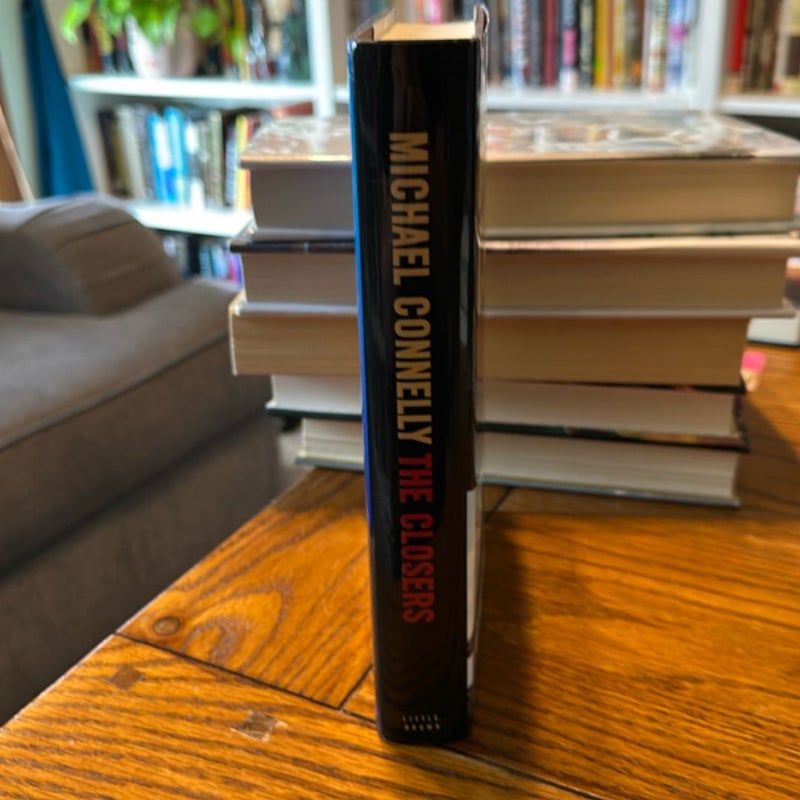 MICHAEL CONNELLY THE CLOSERS
LITTLE,
BROWN